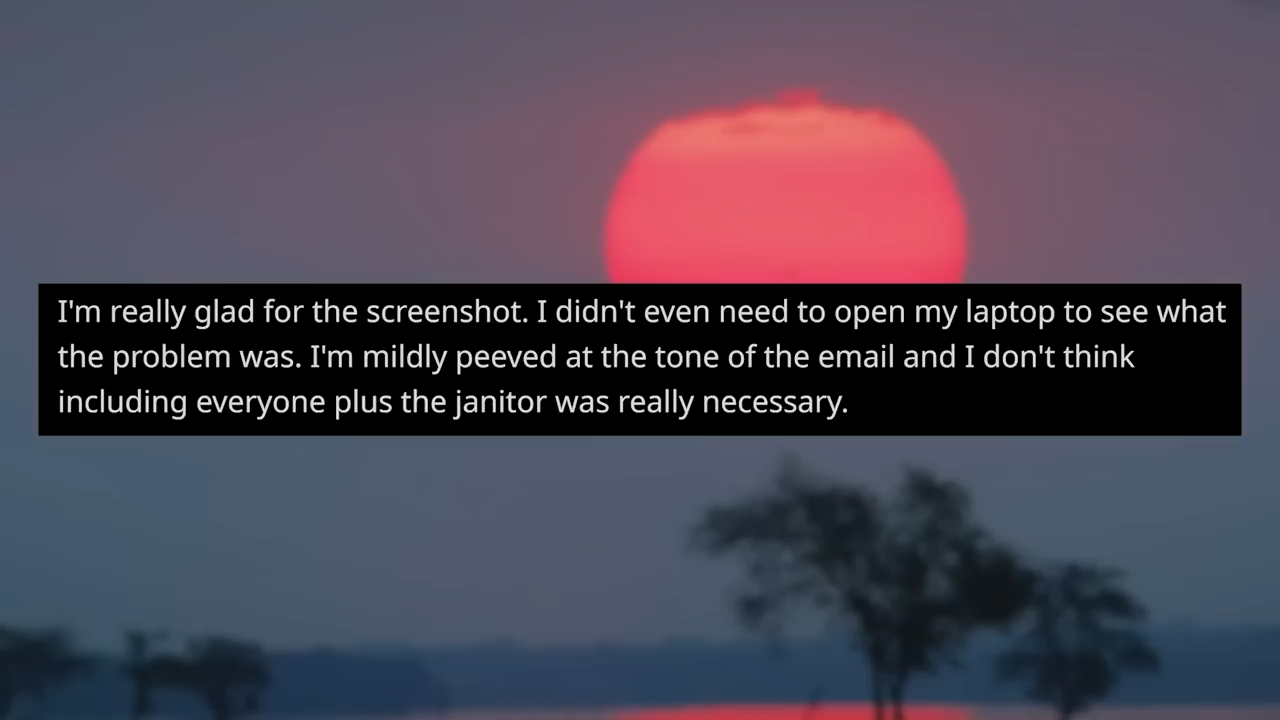 I'm really glad for the screenshot. I didn't even need to open my laptop to see what
the problem was. I'm mildly peeved at the tone of the email and I don't think
including everyone plus the janitor was really necessary.